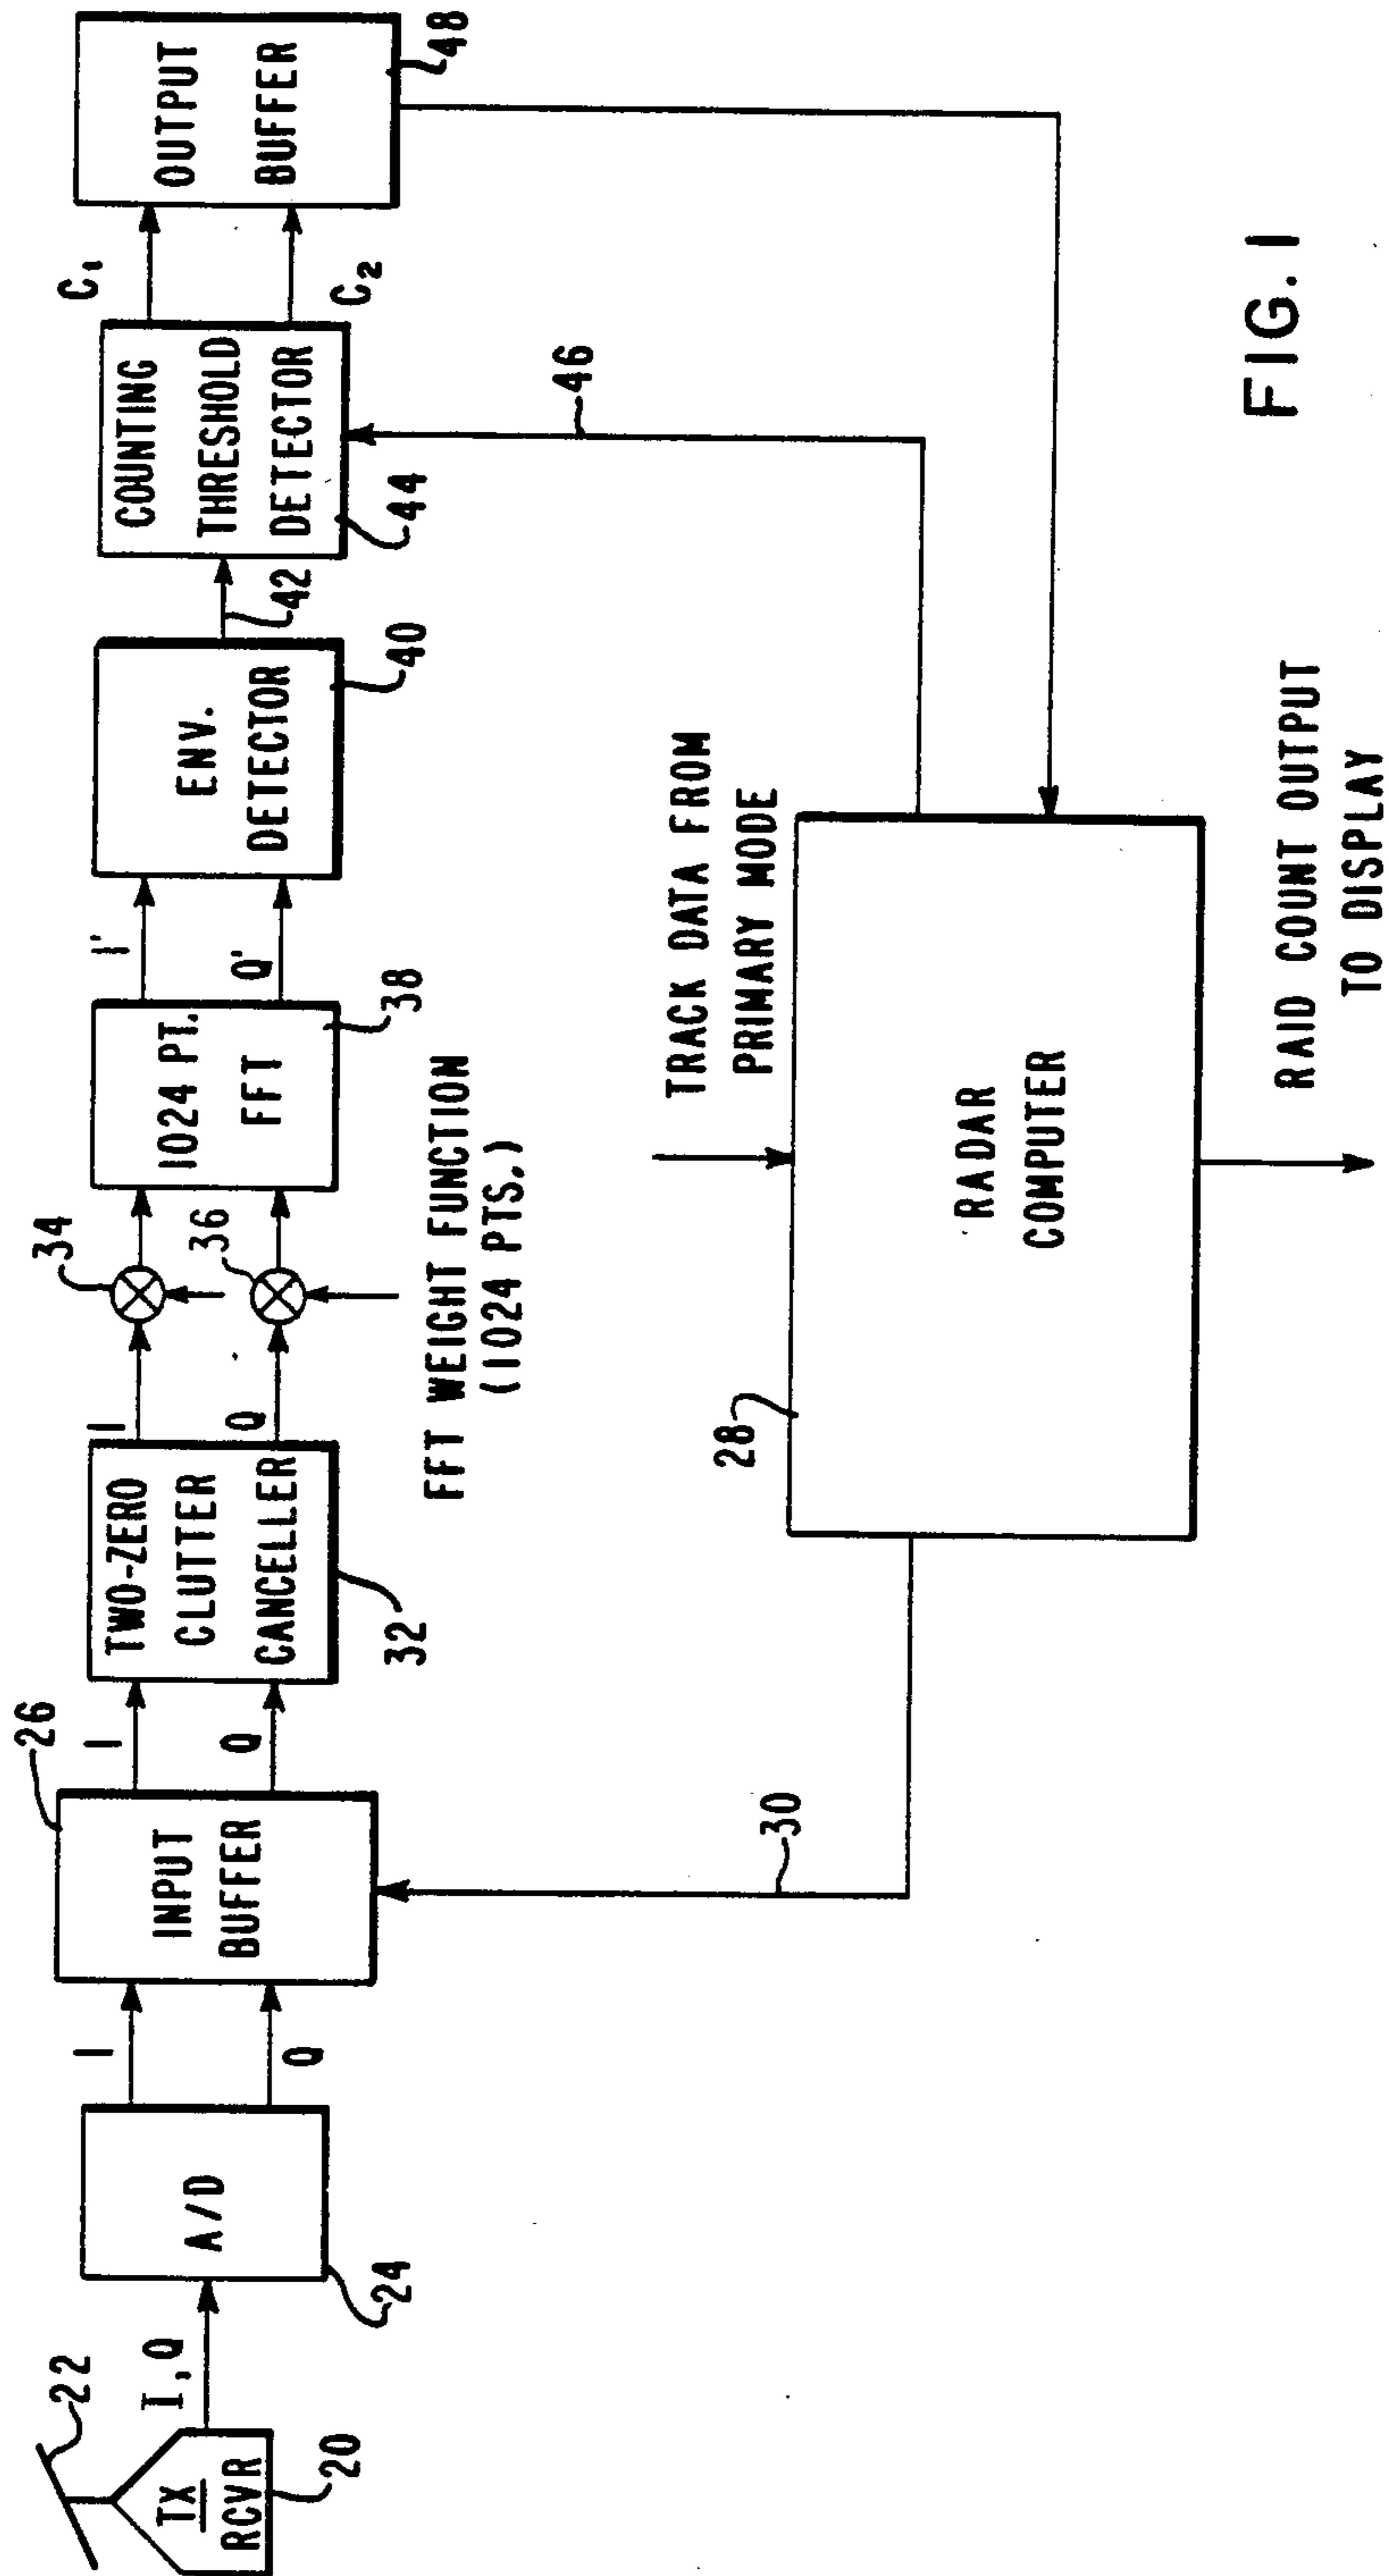 22
TX
RCVR
20
I, Q
A/D
24
I
Q
INPUT
BUFFER
26
30
I
Q
TWO-ZERO
CLUTTER
CANCELLER
32
I
Q
34
36
FFT WEIGHT FUNCTION
(1024 PTS.)
1024 PT.
FFT
38
I'
Q'
ENV.
DETECTOR
40
42
COUNTING
THRESHOLD
DETECTOR
44
46
C₁
C₂
OUTPUT
BUFFER
48
28
RADAR
COMPUTER
TRACK DATA FROM
PRIMARY MODE
RAID COUNT OUTPUT
TO DISPLAY
FIG. 1